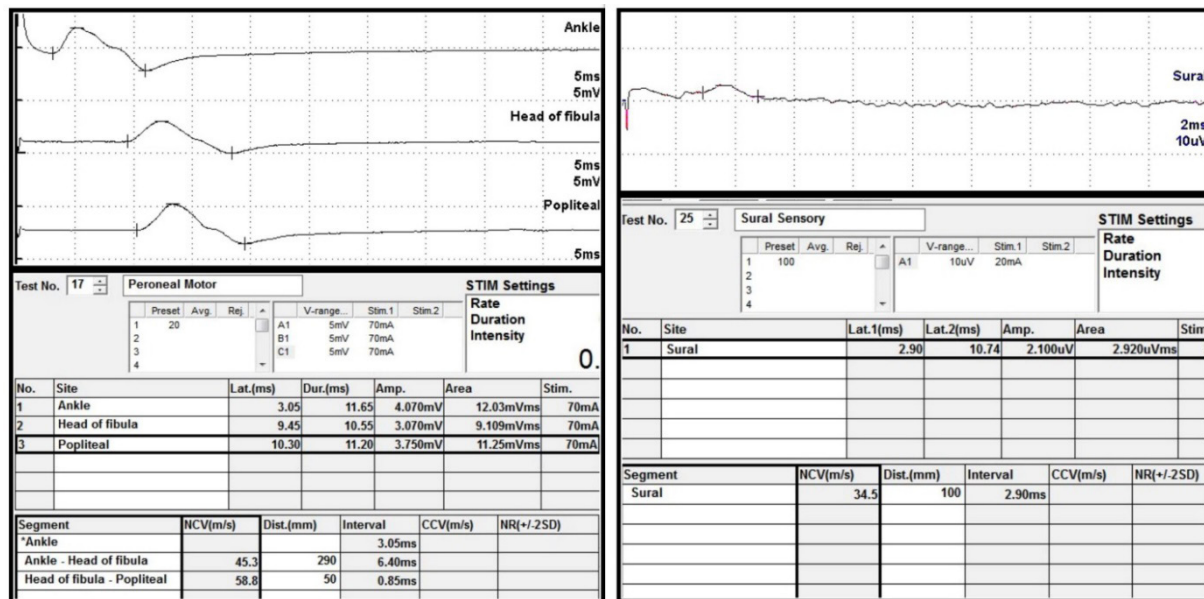 Ankle
5ms
5mV
Head of fibula
5ms
5mV
Popliteal
5ms
Test No. 17 Peroneal Motor STIM Settings
Preset Avg. Rej. V-range... Stim.1 Stim.2 Rate
1 20 A1 5mV 70mA Duration
2 B1 5mV 70mA Intensity
3 C1 5mV 70mA
4 0.
No. Site Lat.(ms) Dur.(ms) Amp. Area Stim.
1 Ankle 3.05 11.65 4.070mV 12.03mVms 70mA
2 Head of fibula 9.45 10.55 3.070mV 9.109mVms 70mA
3 Popliteal 10.30 11.20 3.750mV 11.25mVms 70mA
Segment NCV(m/s) Dist.(mm) Interval CCV(m/s) NR(+/-2SD)
*Ankle 3.05ms
Ankle - Head of fibula 45.3 290 6.40ms
Head of fibula - Popliteal 58.8 50 0.85ms
Sural
2ms
10uV
Test No. 25 Sural Sensory STIM Settings
Preset Avg. Rej. V-range... Stim.1 Stim.2 Rate
1 100 A1 10uV 20mA Duration
2 Intensity
3
4
No. Site Lat.1(ms) Lat.2(ms) Amp. Area Stim
1 Sural 2.90 10.74 2.100uV 2.920uVms
Segment NCV(m/s) Dist.(mm) Interval CCV(m/s) NR(+/-2SD)
Sural 34.5 100 2.90ms